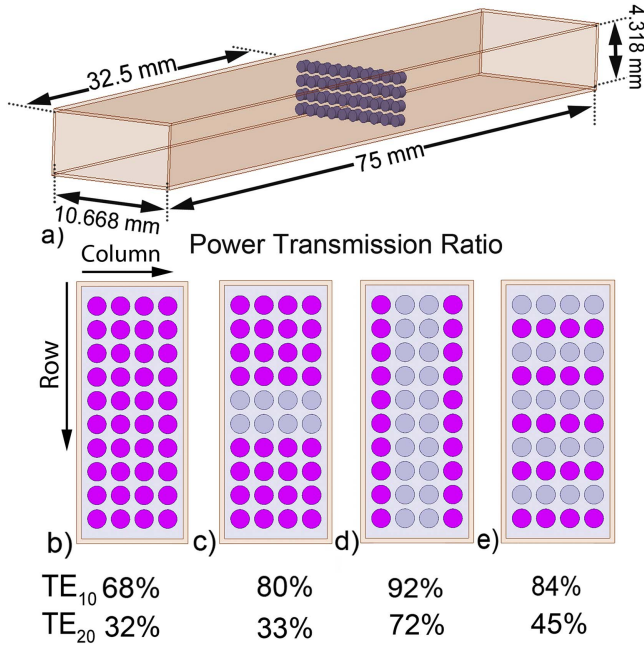 32.5 mm
4.318 mm
75 mm
10.668 mm
a)
Power Transmission Ratio
Column
Row
b) c) d) e)
TE10 68% 80% 92% 84%
TE20 32% 33% 72% 45%